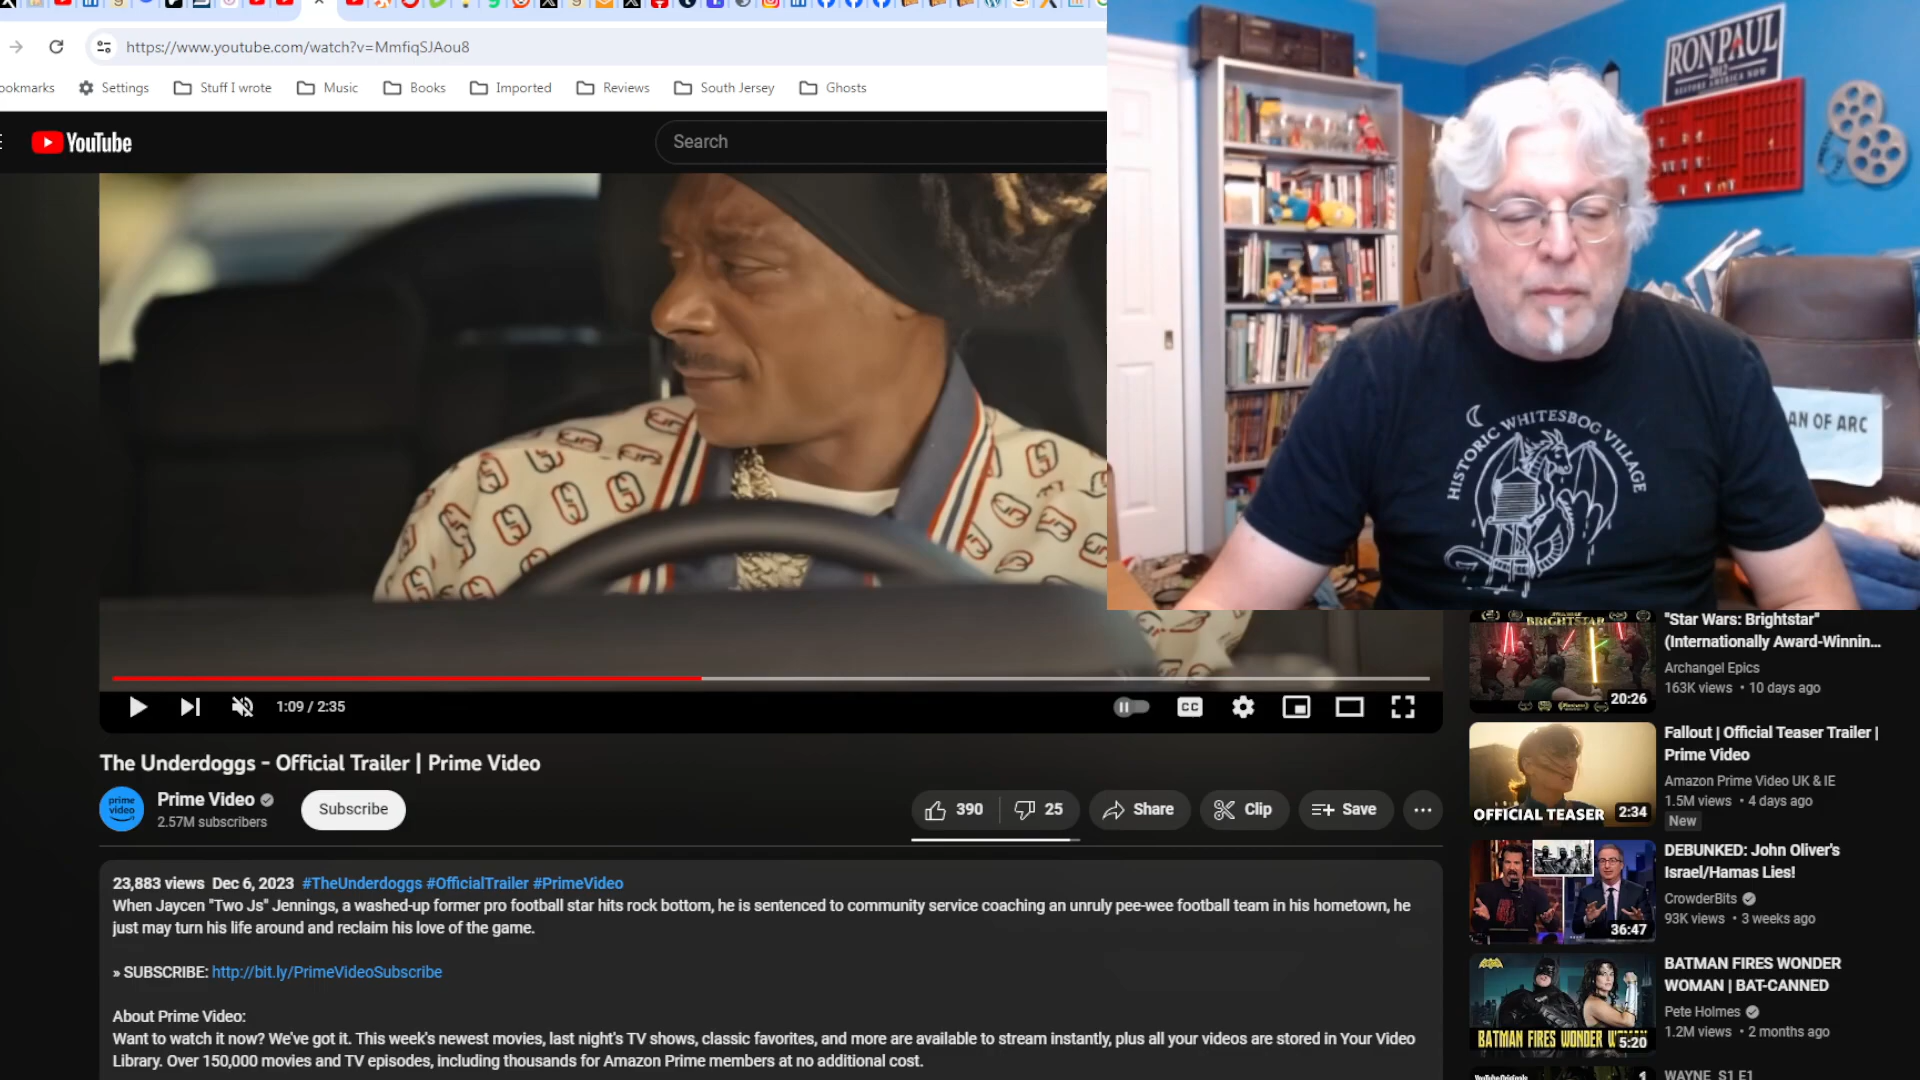 https://www.youtube.com/watch?v=MmfiqSJAou8
ookmarks
Settings
Stuff I wrote
Music
Books
Imported
Reviews
South Jersey
Ghosts
YouTube
Search
RON PAUL
2012
RESTORE AMERICA NOW
HISTORIC WHITESBOG VILLAGE
AN OF ARC
1:09 / 2:35
CC
The Underdoggs - Official Trailer | Prime Video
prime video
Prime Video
2.57M subscribers
Subscribe
390
25
Share
Clip
Save
23,883 views Dec 6, 2023 #TheUnderdoggs #OfficialTrailer #PrimeVideo
When Jaycen "Two Js" Jennings, a washed-up former pro football star hits rock bottom, he is sentenced to community service coaching an unruly pee-wee football team in his hometown, he
just may turn his life around and reclaim his love of the game.
» SUBSCRIBE: http://bit.ly/PrimeVideoSubscribe
About Prime Video:
Want to watch it now? We've got it. This week's newest movies, last night's TV shows, classic favorites, and more are available to stream instantly, plus all your videos are stored in Your Video
Library. Over 150,000 movies and TV episodes, including thousands for Amazon Prime members at no additional cost.
BRIGHTSTAR
20:26
"Star Wars: Brightstar"
(Internationally Award-Winnin...
Archangel Epics
163K views • 10 days ago
OFFICIAL TEASER
2:34
Fallout | Official Teaser Trailer |
Prime Video
Amazon Prime Video UK & IE
1.5M views • 4 days ago
New
36:47
DEBUNKED: John Oliver's
Israel/Hamas Lies!
CrowderBits
93K views • 3 weeks ago
BATMAN FIRES WONDER W
5:20
BATMAN FIRES WONDER
WOMAN | BAT-CANNED
Pete Holmes
1.2M views • 2 months ago
WAYNE S1 E1